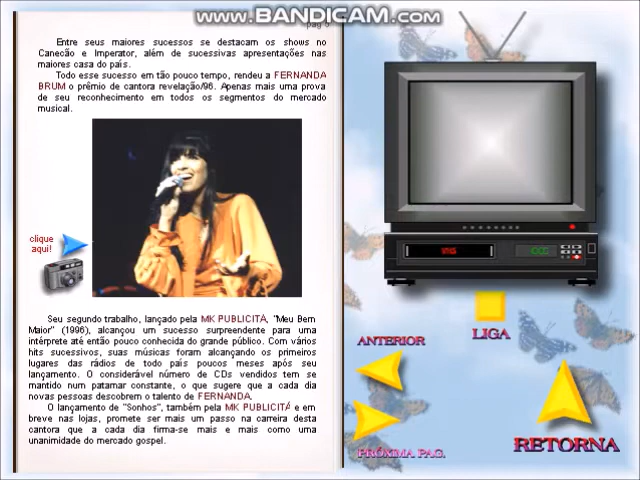 www.BANDICAM.com
pag 5
Entre seus maiores sucessos se destacam os shows no
Canecão e Imperator, além de sucessivas apresentações nas
maiores casa do país.
Todo esse sucesso em tão pouco tempo, rendeu a FERNANDA
BRUM o prêmio de cantora revelação/96. Apenas mais uma prova
de seu reconhecimento em todos os segmentos do mercado
musical.
clique
aqui!
Seu segundo trabalho, lançado pela MK PUBLICITÁ, "Meu Bem
Maior" (1996), alcançou um sucesso surpreendente para uma
intérprete até então pouco conhecida do grande público. Com vários
hits sucessivos, suas músicas foram alcançando os primeiros
lugares das rádios de todo país poucos meses após seu
lançamento. O considerável número de CDs vendidos tem se
mantido num patamar constante, o que sugere que a cada dia
novas pessoas descobrem o talento de FERNANDA.
O lançamento de "Sonhos", também pela MK PUBLICITÁ e em
breve nas lojas, promete ser mais um passo na carreira desta
cantora que a cada dia firma-se mais e mais como uma
unanimidade do mercado gospel.
VHS
LIGA
ANTERIOR
PRÓXIMA PAG.
RETORNA